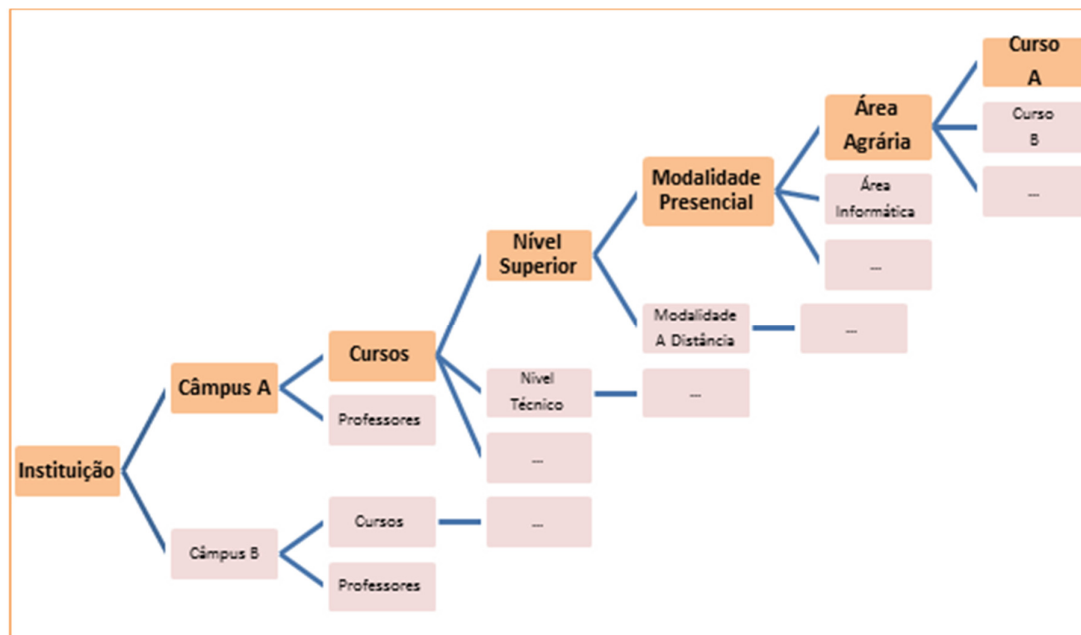 Curso
A
Curso
B
...
Área
Agrária
Área
Informática
...
Modalidade
Presencial
Modalidade
A Distância
...
Nível
Superior
Nível
Técnico
...
...
Cursos
Professores
Câmpus A
Instituição
Câmpus B
Cursos
...
Professores